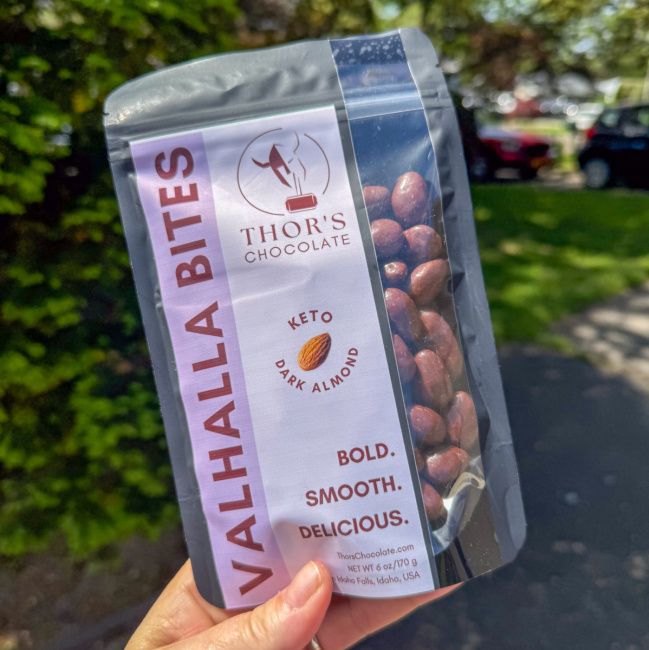 VALHALLA BITES
THOR'S
CHOCOLATE
KETO
DARK ALMOND
BOLD.
SMOOTH.
DELICIOUS.
ThorsChocolate.com
NET WT 6 oz/170 g
Idaho Falls, Idaho, USA